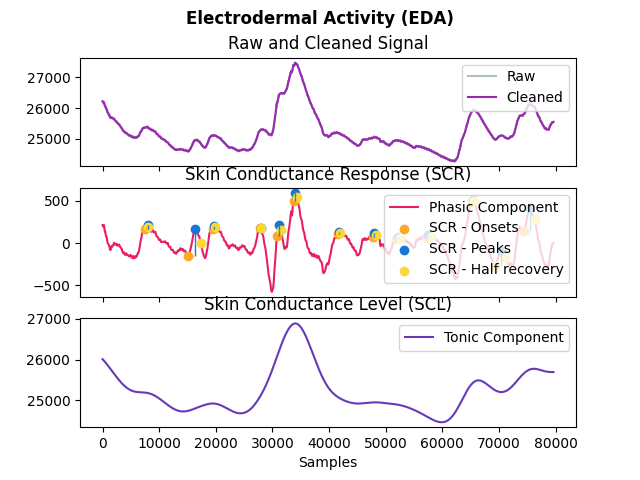 Electrodermal Activity (EDA)
Raw and Cleaned Signal
27000
26000
25000
Raw
Cleaned
Skin Conductance Response (SCR)
500
0
−500
Phasic Component
SCR - Onsets
SCR - Peaks
SCR - Half recovery
Skin Conductance Level (SCL)
27000
26000
25000
Tonic Component
0 10000 20000 30000 40000 50000 60000 70000 80000
Samples